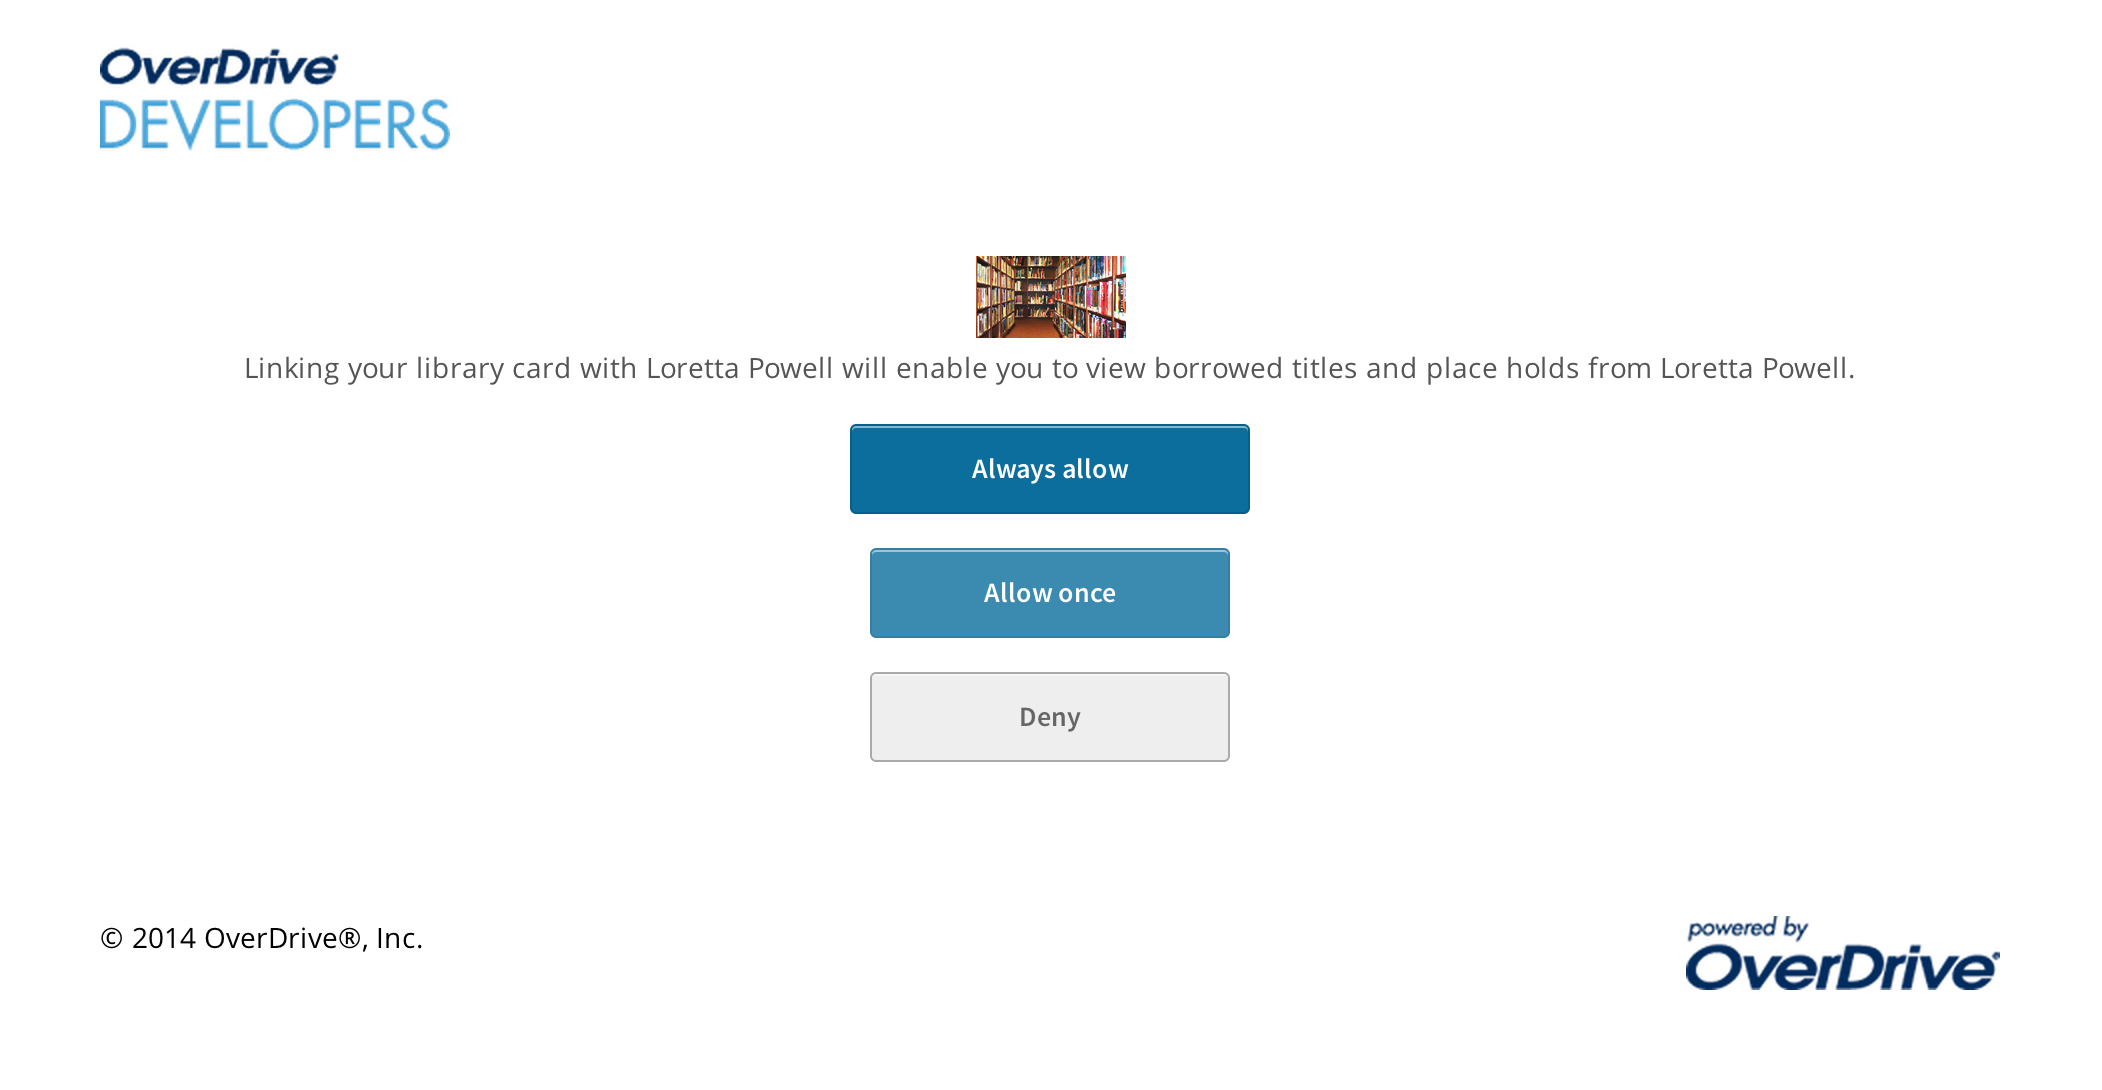 OverDrive®
DEVELOPERS
Linking your library card with Loretta Powell will enable you to view borrowed titles and place holds from Loretta Powell.
Always allow
Allow once
Deny
© 2014 OverDrive®, Inc.
powered by
OverDrive®